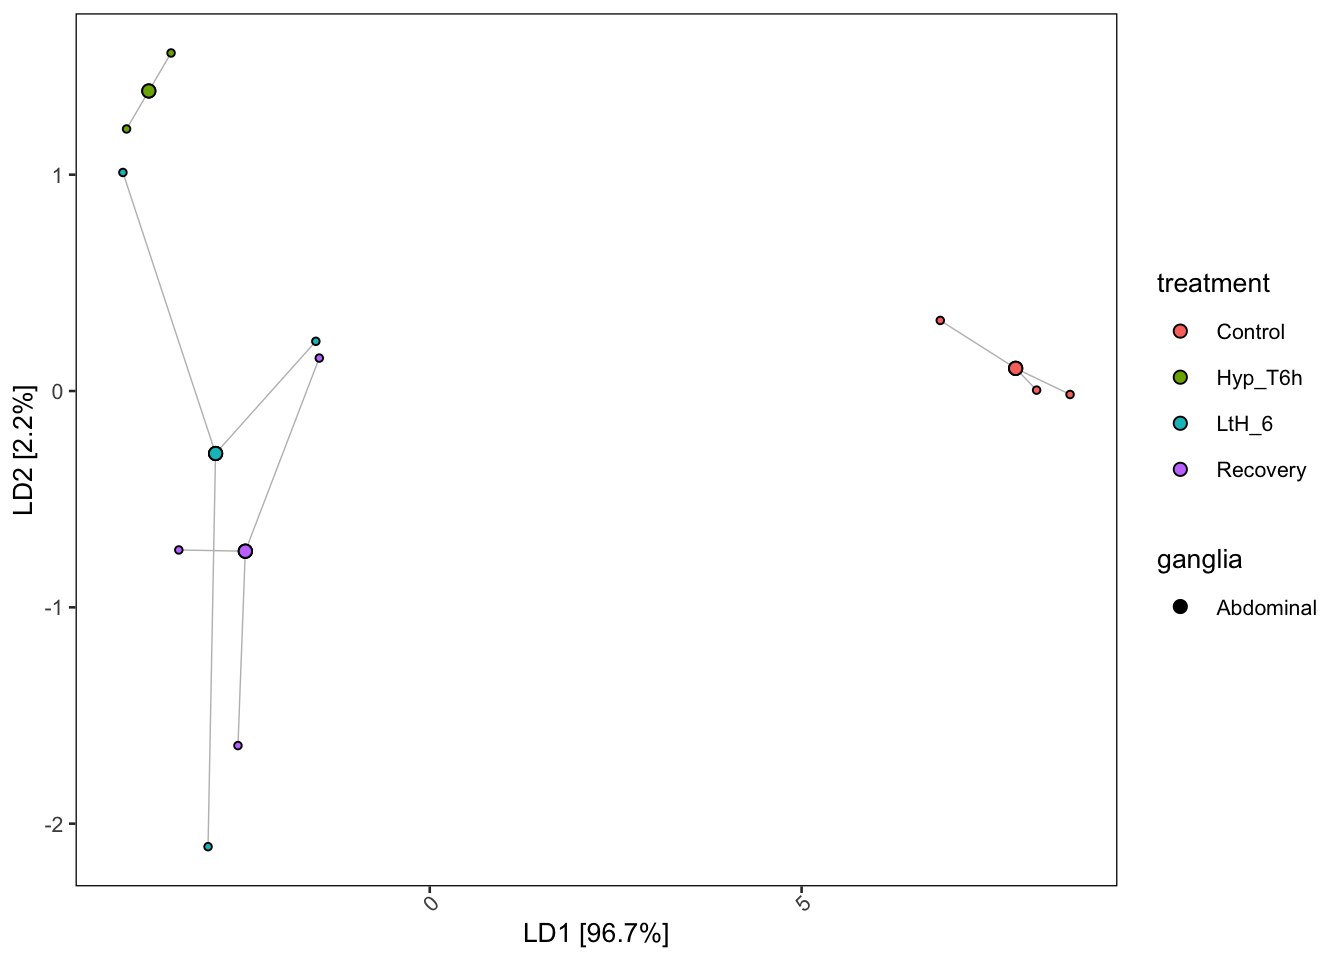 1
0
-1
-2
LD2 [2.2%]
0
5
LD1 [96.7%]
treatment
Control
Hyp_T6h
LtH_6
Recovery
ganglia
Abdominal